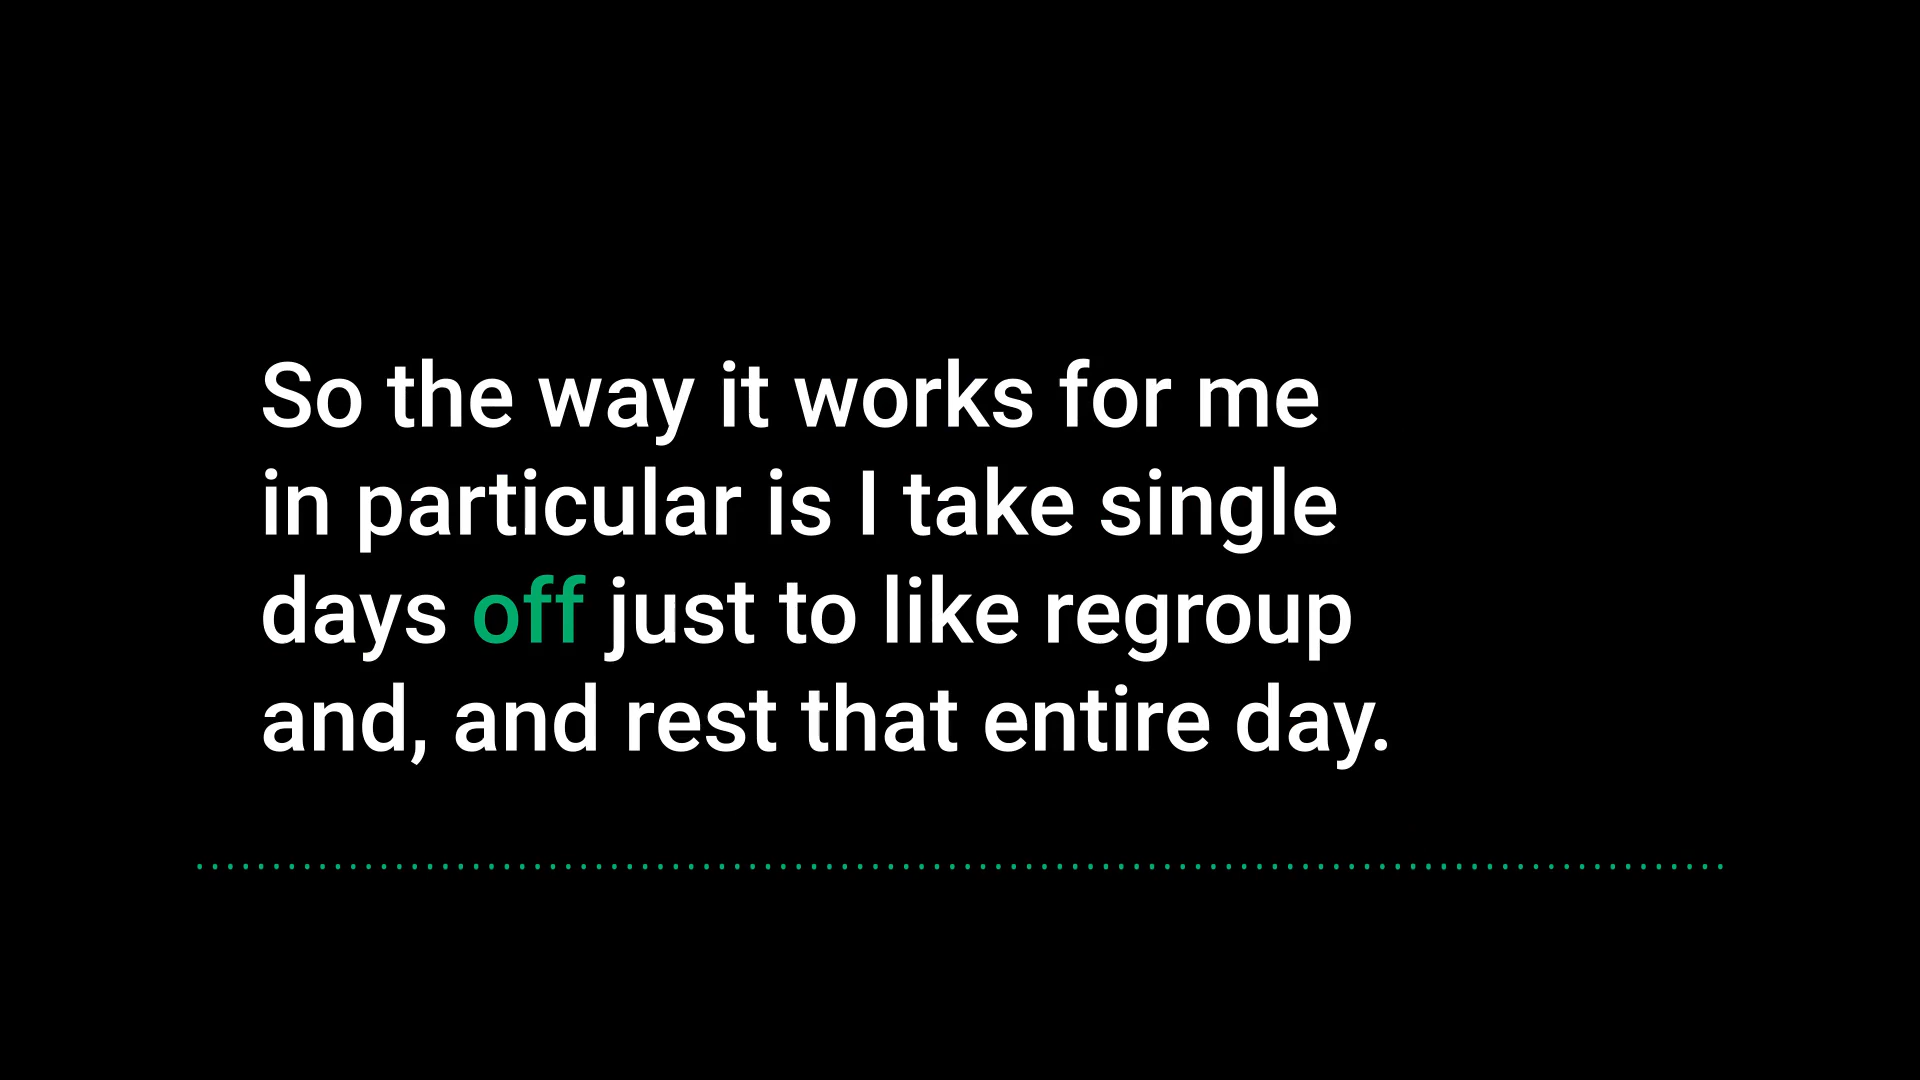 So the way it works for me
in particular is I take single
days off just to like regroup
and, and rest that entire day.